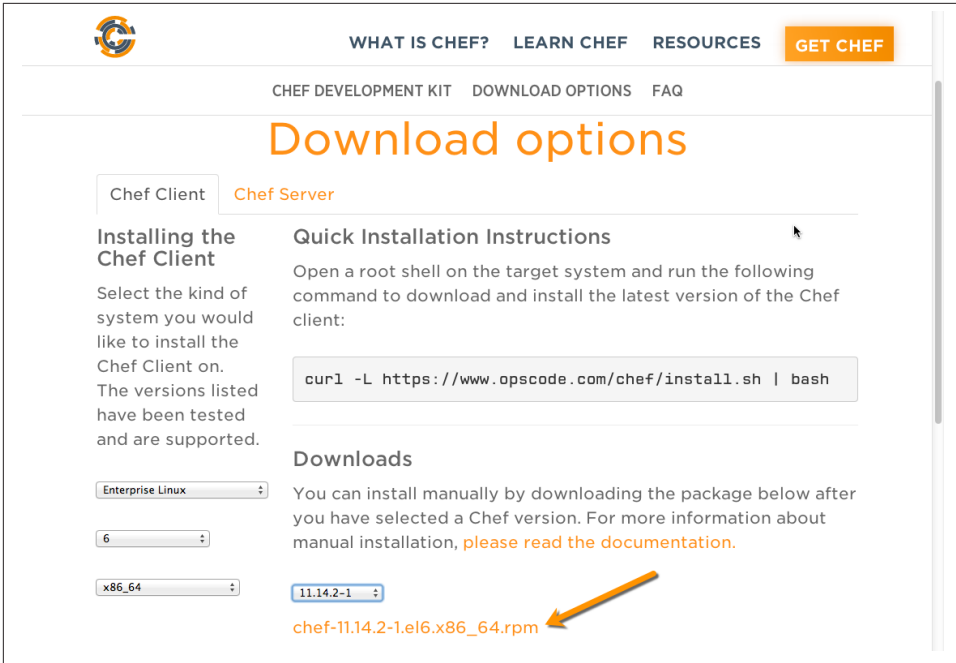 WHAT IS CHEF? LEARN CHEF RESOURCES GET CHEF
CHEF DEVELOPMENT KIT DOWNLOAD OPTIONS FAQ
Download options
Chef Client Chef Server
Installing the
Chef Client
Select the kind of
system you would
like to install the
Chef Client on.
The versions listed
have been tested
and are supported.
Enterprise Linux
6
x86_64
Quick Installation Instructions
Open a root shell on the target system and run the following
command to download and install the latest version of the Chef
client:
curl -L https://www.opscode.com/chef/install.sh | bash
Downloads
You can install manually by downloading the package below after
you have selected a Chef version. For more information about
manual installation, please read the documentation.
11.14.2-1
chef-11.14.2-1.el6.x86_64.rpm